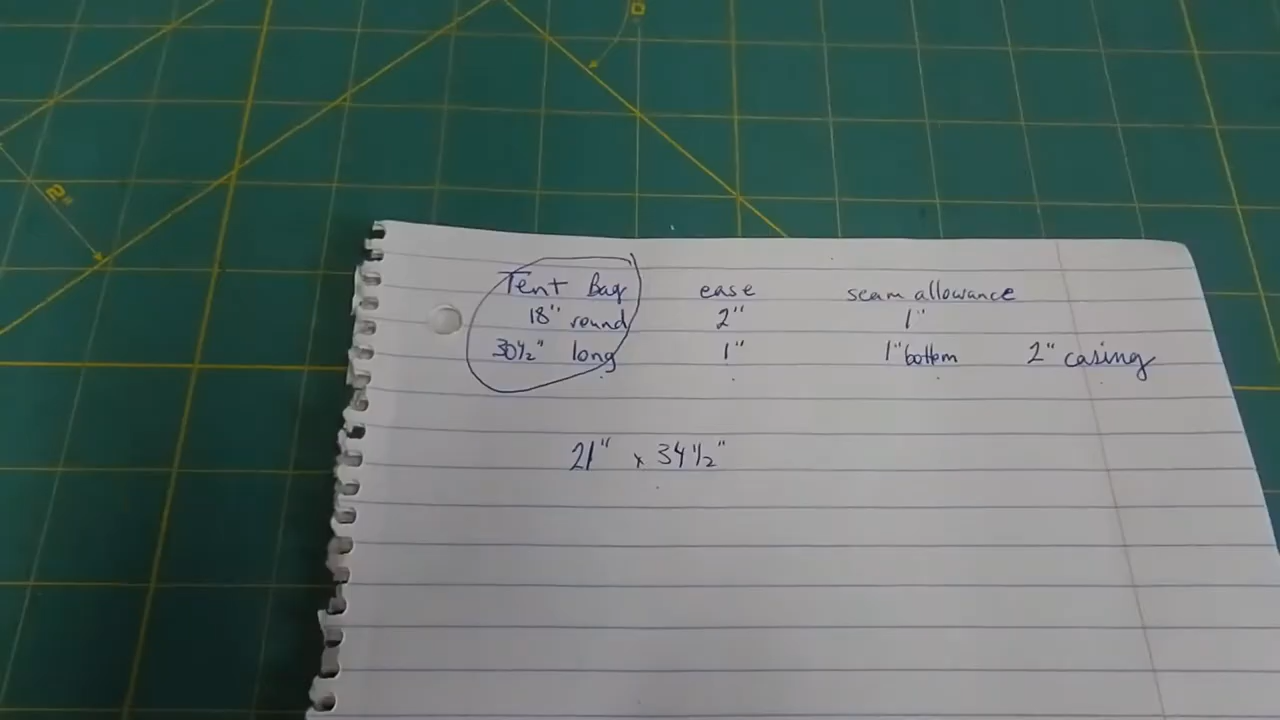 Tent Bag ease seam allowance
18" round 2" 1"
30½" long 1" 1" bottom 2" casing
21" x 34½"
2"